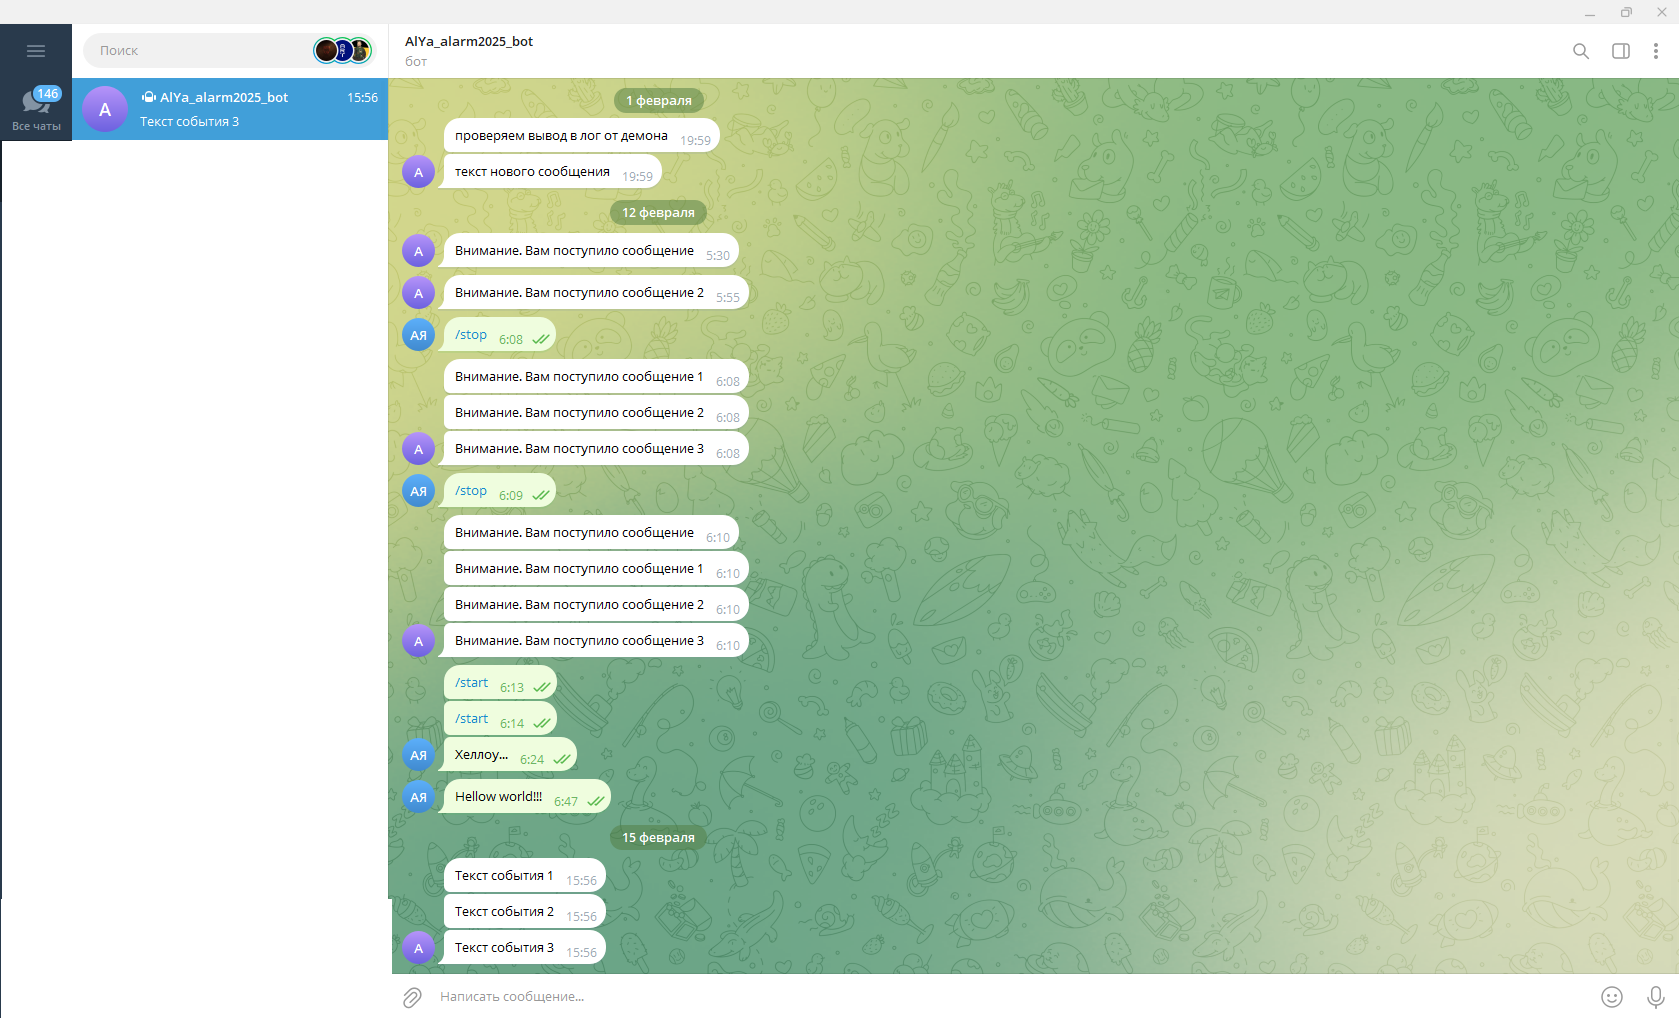 Поиск
146
Все чаты
А
AlYa_alarm2025_bot 15:56
Текст события 3
AlYa_alarm2025_bot
бот
1 февраля
проверяем вывод в лог от демона 19:59
А
текст нового сообщения 19:59
12 февраля
А
Внимание. Вам поступило сообщение 5:30
А
Внимание. Вам поступило сообщение 2 5:55
АЯ
/stop 6:08
Внимание. Вам поступило сообщение 1 6:08
Внимание. Вам поступило сообщение 2 6:08
А
Внимание. Вам поступило сообщение 3 6:08
АЯ
/stop 6:09
Внимание. Вам поступило сообщение 6:10
Внимание. Вам поступило сообщение 1 6:10
Внимание. Вам поступило сообщение 2 6:10
А
Внимание. Вам поступило сообщение 3 6:10
/start 6:13
/start 6:14
АЯ
Хеллоу... 6:24
АЯ
Hellow world!!! 6:47
15 февраля
Текст события 1 15:56
Текст события 2 15:56
А
Текст события 3 15:56
Написать сообщение...